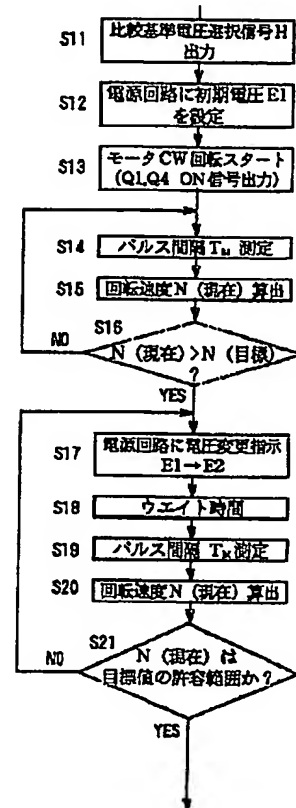 S11
比較基準電圧選択信号H
出力
S12
電源回路に初期電圧E1
を設定
S13
モータCW回転スタート
(Q1,Q4 ON信号出力)
S14
パルス間隔 TM 測定
S15
回転速度N(現在)算出
S16
N(現在)>N(目標)
?
NO
YES
S17
電源回路に電圧変更指示
E1→E2
S18
ウエイト時間
S19
パルス間隔 TM 測定
S20
回転速度N(現在)算出
S21
N(現在)は
目標値の許容範囲か?
NO
YES